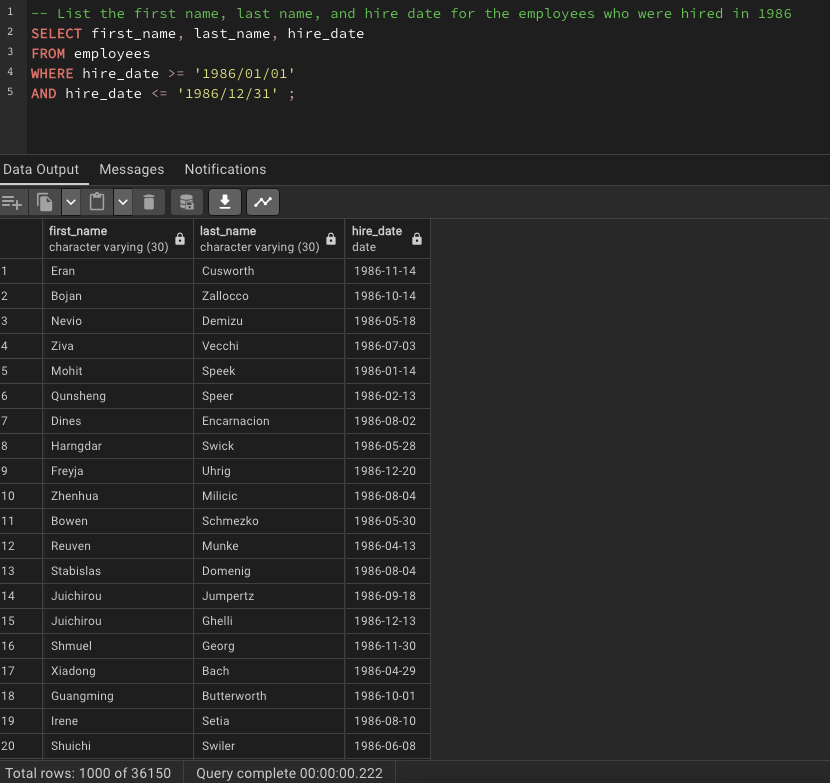 1 -- List the first name, last name, and hire date for the employees who were hired in 1986
2 SELECT first_name, last_name, hire_date
3 FROM employees
4 WHERE hire_date >= '1986/01/01'
5 AND hire_date <= '1986/12/31' ;
Data Output Messages Notifications
first_name last_name hire_date
character varying (30) character varying (30) date
1 Eran Cusworth 1986-11-14
2 Bojan Zallocco 1986-10-14
3 Nevio Demizu 1986-05-18
4 Ziva Vecchi 1986-07-03
5 Mohit Speek 1986-01-14
6 Qunsheng Speer 1986-02-13
7 Dines Encarnacion 1986-08-02
8 Harngdar Swick 1986-05-28
9 Freyja Uhrig 1986-12-20
10 Zhenhua Milicic 1986-08-04
11 Bowen Schmezko 1986-05-30
12 Reuven Munke 1986-04-13
13 Stabislas Domenig 1986-08-04
14 Juichirou Jumpertz 1986-09-18
15 Juichirou Ghelli 1986-12-13
16 Shmuel Georg 1986-11-30
17 Xiadong Bach 1986-04-29
18 Guangming Butterworth 1986-10-01
19 Irene Setia 1986-08-10
20 Shuichi Swiler 1986-06-08
Total rows: 1000 of 36150 Query complete 00:00:00.222